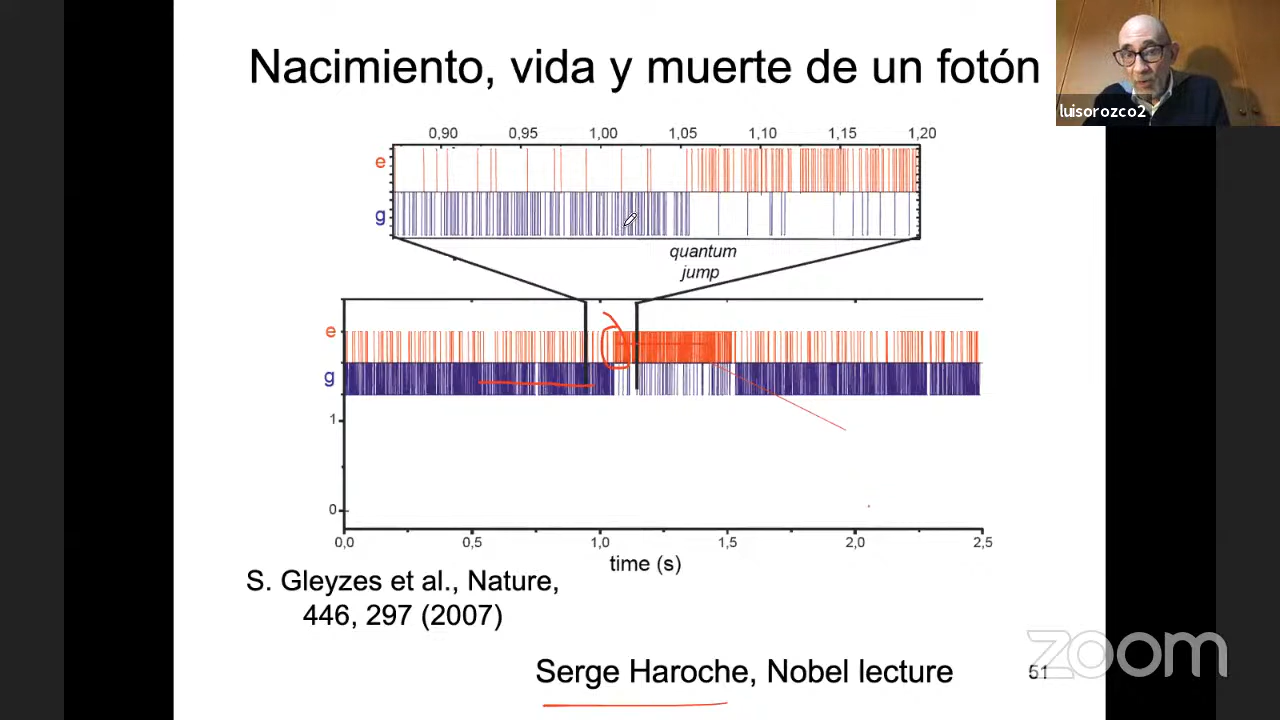 Nacimiento, vida y muerte de un fotón
luisorozco2
0,90 0,95 1,00 1,05 1,10 1,15 1,20
e
g
quantum
jump
e
g
1
0
0,0 0,5 1,0 1,5 2,0 2,5
time (s)
S. Gleyzes et al., Nature,
446, 297 (2007)
Serge Haroche, Nobel lecture
51
zoom